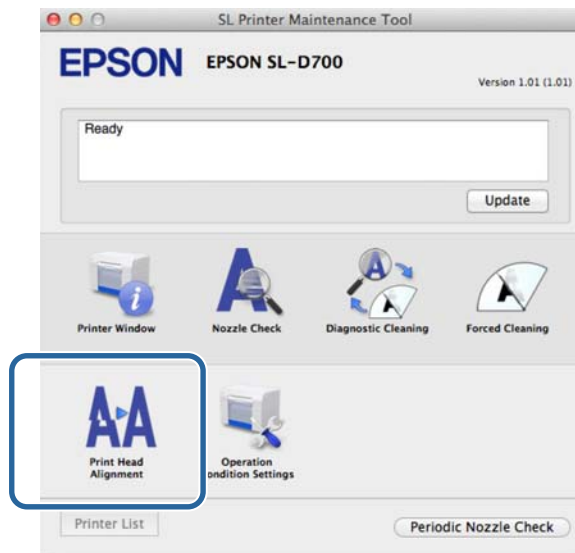 SL Printer Maintenance Tool
EPSON EPSON SL-D700
Version 1.01 (1.01)
Ready
Update
Printer Window Nozzle Check Diagnostic Cleaning Forced Cleaning
Print Head Operation
Alignment ondition Settings
Printer List Periodic Nozzle Check